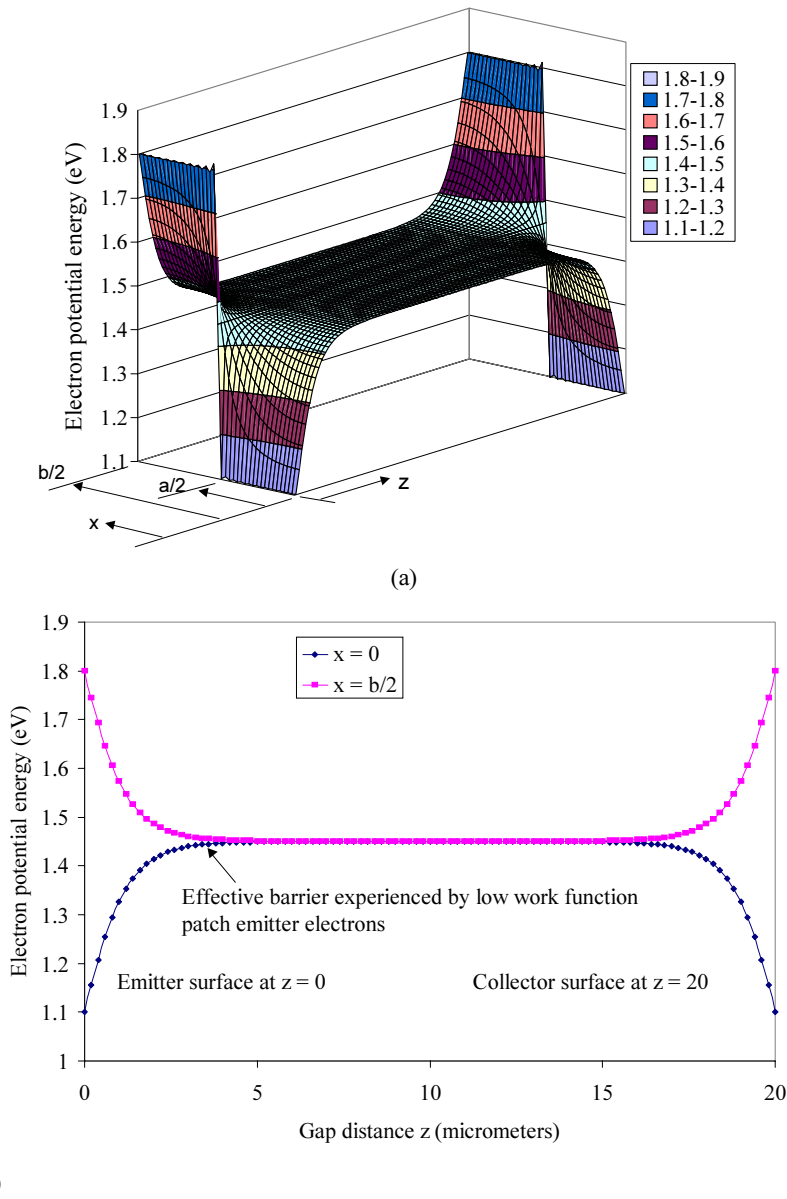 1.9
1.8
1.7
1.6
1.5
1.4
1.3
1.2
1.1
Electron potential energy (eV)
b/2
a/2
x
z
1.8-1.9
1.7-1.8
1.6-1.7
1.5-1.6
1.4-1.5
1.3-1.4
1.2-1.3
1.1-1.2
(a)
1.9
1.8
1.7
1.6
1.5
1.4
1.3
1.2
1.1
1
Electron potential energy (eV)
x = 0
x = b/2
Effective barrier experienced by low work function
patch emitter electrons
Emitter surface at z = 0
Collector surface at z = 20
0
5
10
15
20
Gap distance z (micrometers)